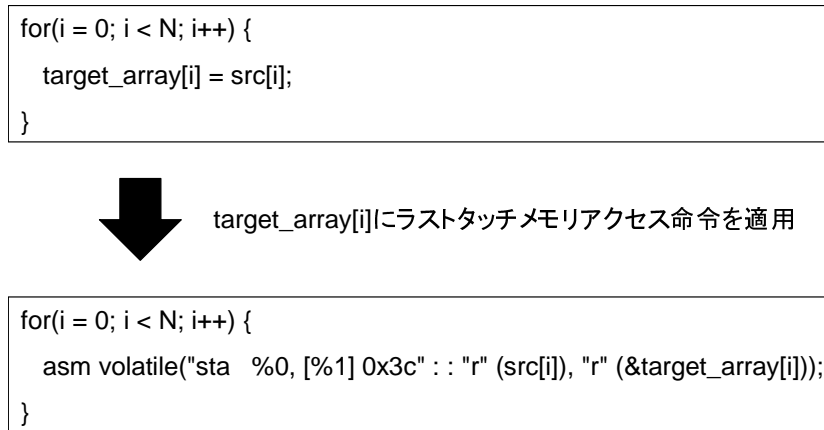 for(i = 0; i < N; i++) {
target_array[i] = src[i];
}
target_array[i]にラストタッチメモリアクセス命令を適用
for(i = 0; i < N; i++) {
asm volatile("sta %0, [%1] 0x3c" : : "r" (src[i]), "r" (&target_array[i]));
}